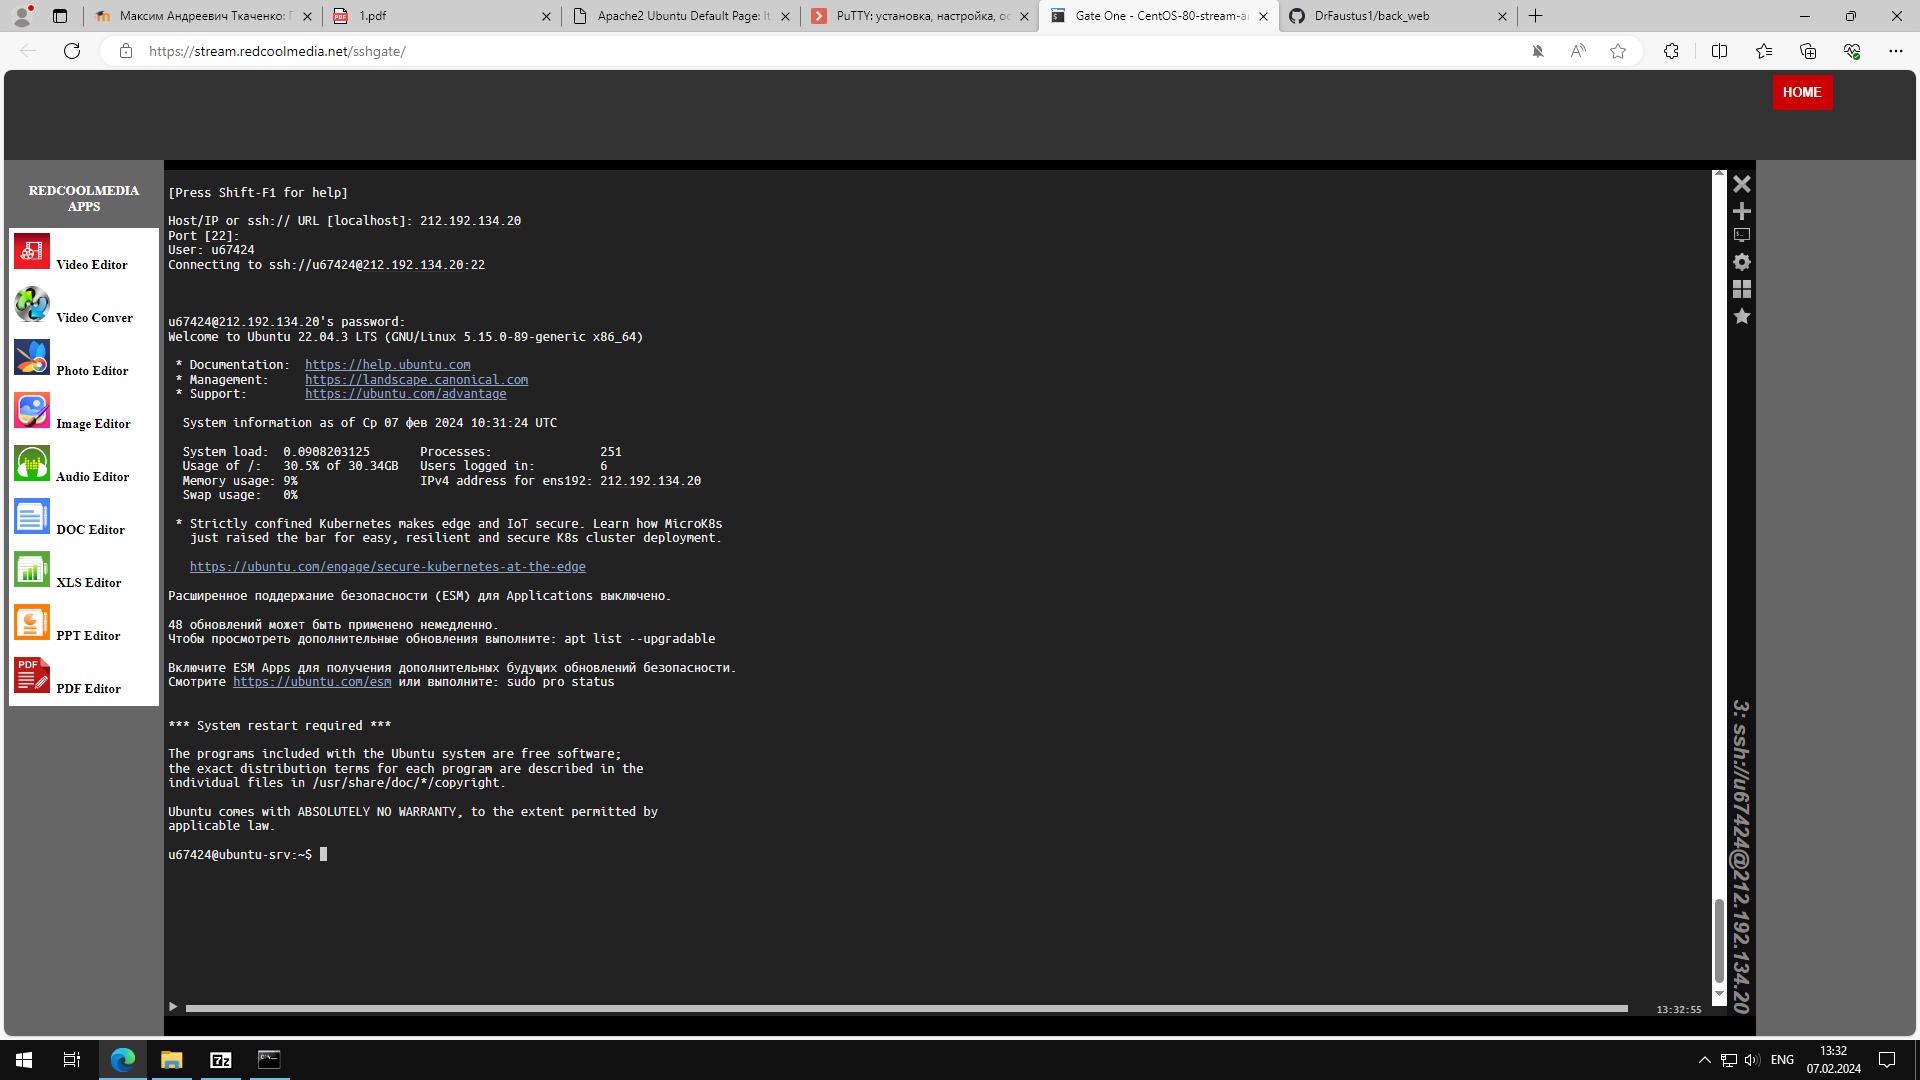 Максим Андреевич Ткаченко: П
1.pdf
Apache2 Ubuntu Default Page: It
PuTTY: установка, настройка, ос
Gate One - CentOS-80-stream-a
DrFaustus1/back_web
https://stream.redcoolmedia.net/sshgate/
HOME
REDCOOLMEDIA
APPS
Video Editor
Video Conver
Photo Editor
Image Editor
Audio Editor
DOC Editor
XLS Editor
PPT Editor
PDF
PDF Editor
[Press Shift-F1 for help]
Host/IP or ssh:// URL [localhost]: 212.192.134.20
Port [22]:
User: u67424
Connecting to ssh://u67424@212.192.134.20:22
u67424@212.192.134.20's password:
Welcome to Ubuntu 22.04.3 LTS (GNU/Linux 5.15.0-89-generic x86_64)
* Documentation:  https://help.ubuntu.com
* Management:     https://landscape.canonical.com
* Support:        https://ubuntu.com/advantage
System information as of Ср 07 фев 2024 10:31:24 UTC
System load:  0.0908203125       Processes:               251
Usage of /:   30.5% of 30.34GB   Users logged in:         6
Memory usage: 9%                 IPv4 address for ens192: 212.192.134.20
Swap usage:   0%
* Strictly confined Kubernetes makes edge and IoT secure. Learn how MicroK8s
just raised the bar for easy, resilient and secure K8s cluster deployment.
https://ubuntu.com/engage/secure-kubernetes-at-the-edge
Расширенное поддержание безопасности (ESM) для Applications выключено.
48 обновлений может быть применено немедленно.
Чтобы просмотреть дополнительные обновления выполните: apt list --upgradable
Включите ESM Apps для получения дополнительных будущих обновлений безопасности.
Смотрите https://ubuntu.com/esm или выполните: sudo pro status
*** System restart required ***
The programs included with the Ubuntu system are free software;
the exact distribution terms for each program are described in the
individual files in /usr/share/doc/*/copyright.
Ubuntu comes with ABSOLUTELY NO WARRANTY, to the extent permitted by
applicable law.
u67424@ubuntu-srv:~$
3: ssh://u67424@212.192.134.20
13:32:55
7z
ENG
13:32
07.02.2024